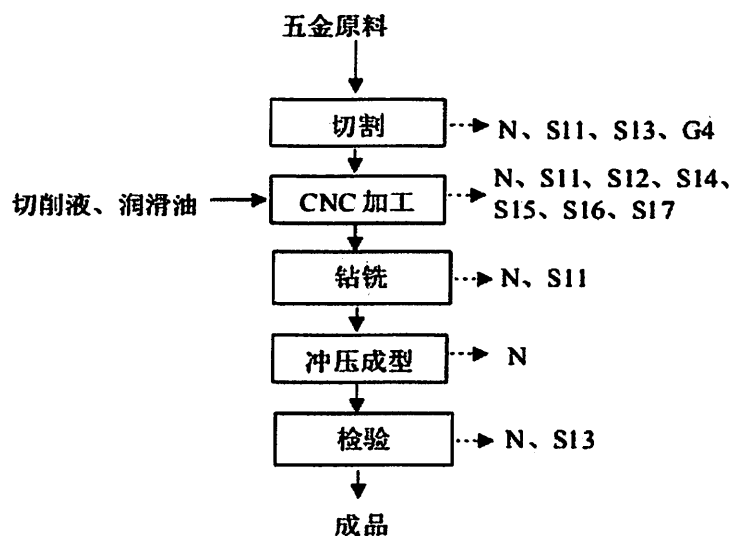 五金原料
切割
N、S11、S13、G4
切削液、润滑油
CNC 加工
N、S11、S12、S14、
S15、S16、S17
钻铣
N、S11
冲压成型
N
检验
N、S13
成品